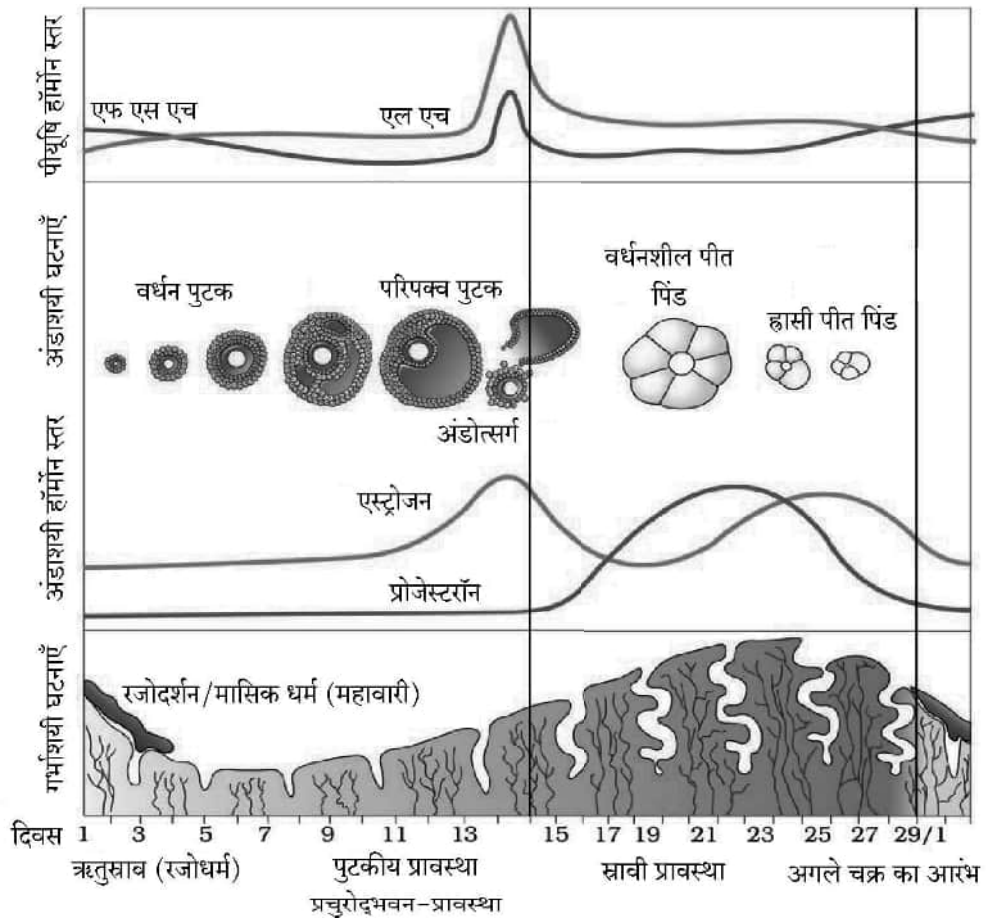 पीयूषि हॉर्मोन स्तर
एफ एस एच
एल एच
अंडाशयी घटनाएँ
वर्धन पुटक
परिपक्व पुटक
वर्धनशील पीत
पिंड
ह्रासी पीत पिंड
अंडोत्सर्ग
अंडाशयी हॉर्मोन स्तर
एस्ट्रोजन
प्रोजेस्टरॉन
गर्भाशयी घटनाएँ
रजोदर्शन/मासिक धर्म (महावारी)
दिवस 1 3 5 7 9 11 13 15 17 19 21 23 25 27 29/1
ऋतुस्राव (रजोधर्म) पुटकीय प्रावस्था स्रावी प्रावस्था अगले चक्र का आरंभ
प्रचुरोद्भवन-प्रावस्था